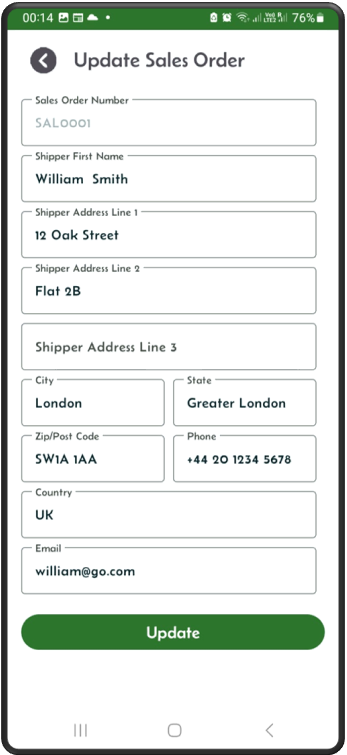 00:14 76%
Update Sales Order
Sales Order Number
SAL0001
Shipper First Name
William  Smith
Shipper Address Line 1
12 Oak Street
Shipper Address Line 2
Flat 2B
Shipper Address Line 3
City State
London Greater London
Zip/Post Code Phone
SW1A 1AA +44 20 1234 5678
Country
UK
Email
william@go.com
Update